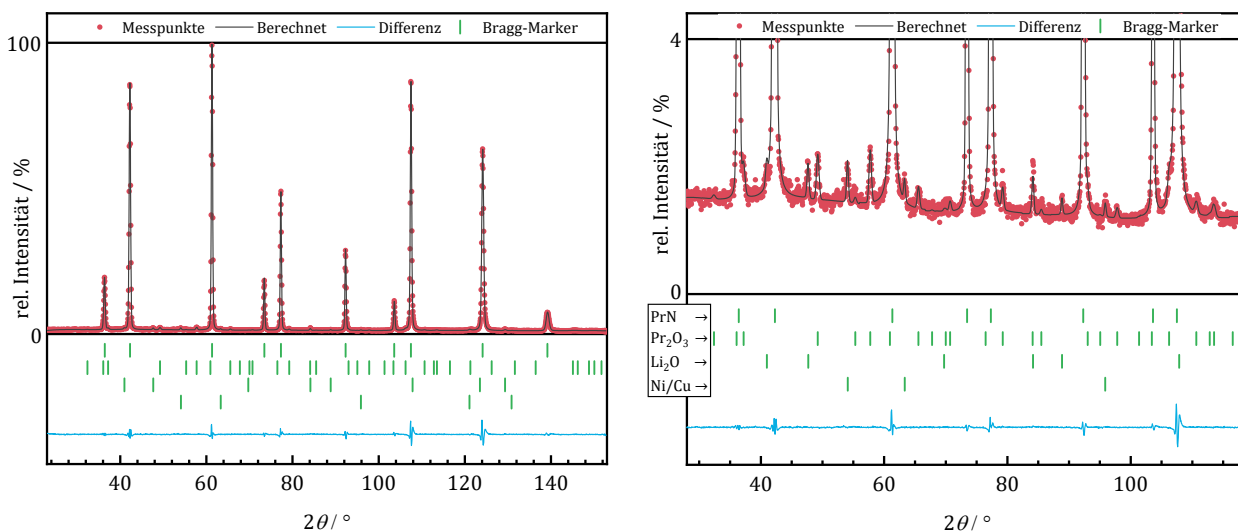 Messpunkte Berechnet Differenz Bragg-Marker
100
0
rel. Intensität / %
40 60 80 100 120 140
2θ / °
Messpunkte Berechnet Differenz Bragg-Marker
4
0
rel. Intensität / %
PrN →
Pr₂O₃ →
Li₂O →
Ni/Cu →
40 60 80 100
2θ / °